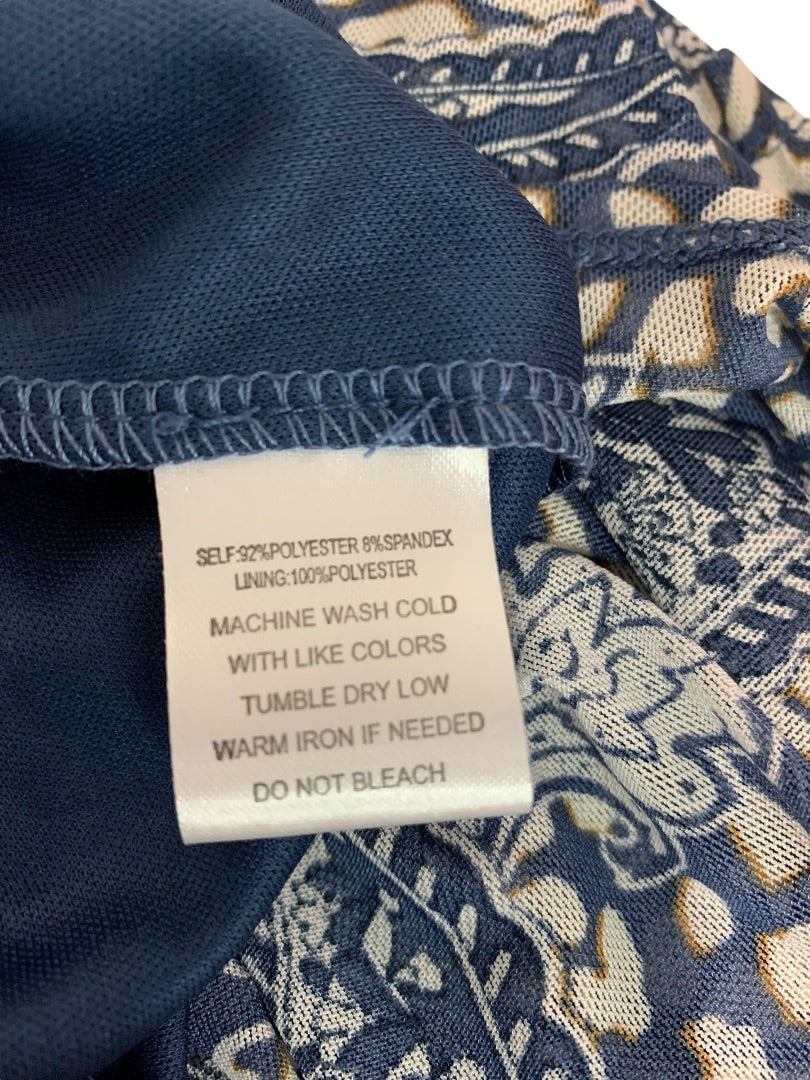 SELF:92%POLYESTER 8%SPANDEX
LINING:100%POLYESTER
MACHINE WASH COLD
WITH LIKE COLORS
TUMBLE DRY LOW
WARM IRON IF NEEDED
DO NOT BLEACH